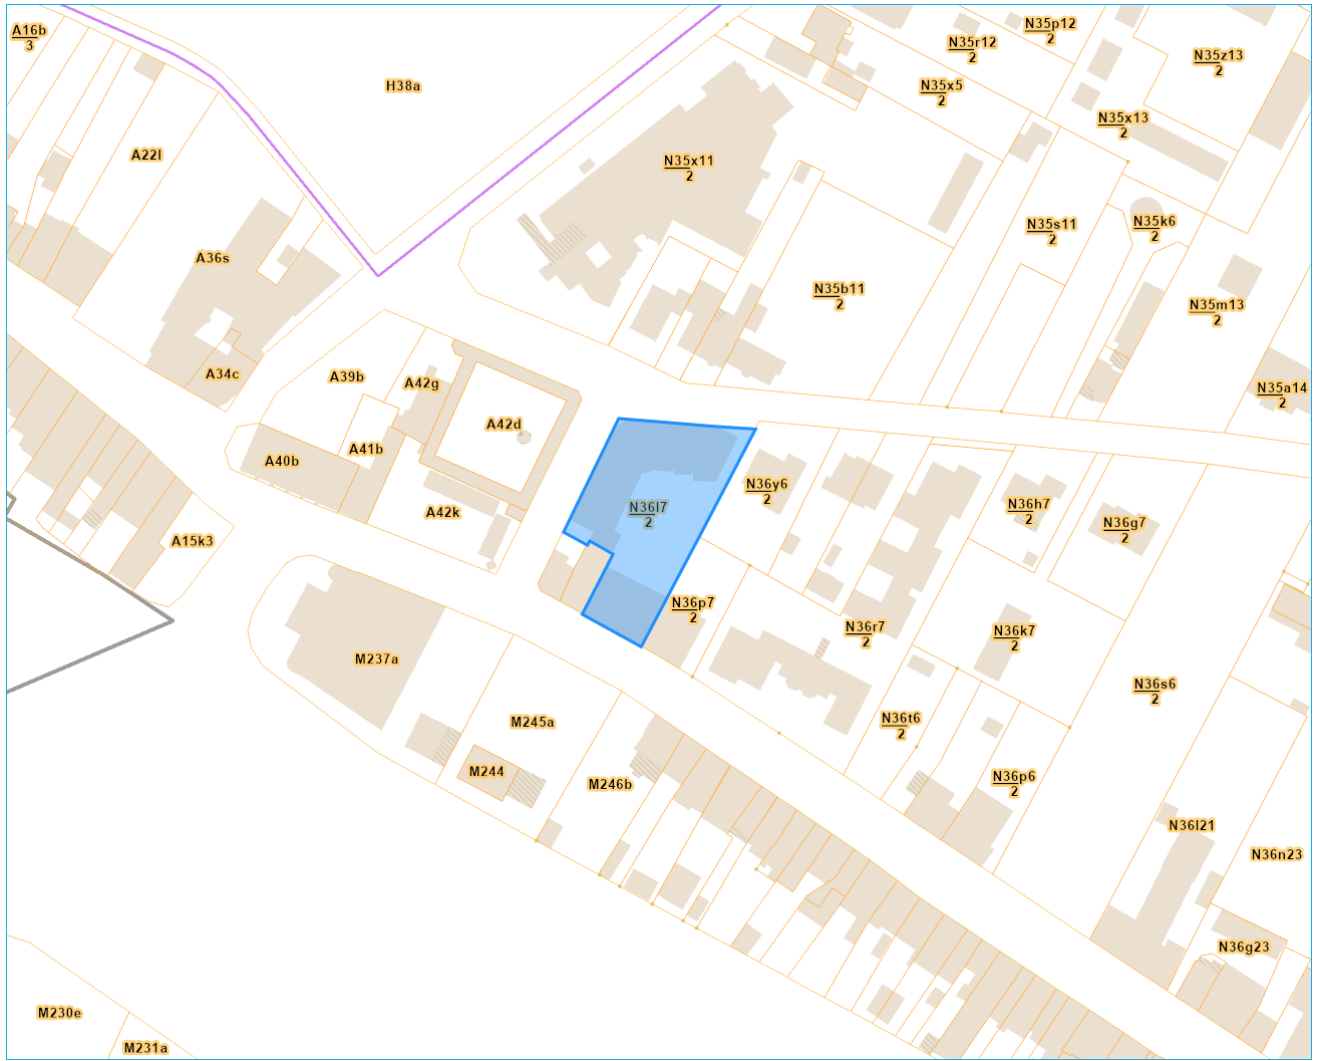 A16b
3
N35p12
2
N35r12
2
N35z13
2
H38a
N35x5
2
N35x13
2
A22l
N35x11
2
N35s11
2
N35k6
2
A36s
N35b11
2
N35m13
2
A34c
A39b
A42g
N35a14
2
A42d
A41b
A40b
N36y6
2
A42k
N36l7
2
N36h7
2
N36g7
2
A15k3
N36p7
2
N36r7
2
N36k7
2
M237a
N36s6
2
M245a
N36t6
2
M244
M246b
N36p6
2
N36l21
N36n23
N36g23
M230e
M231a